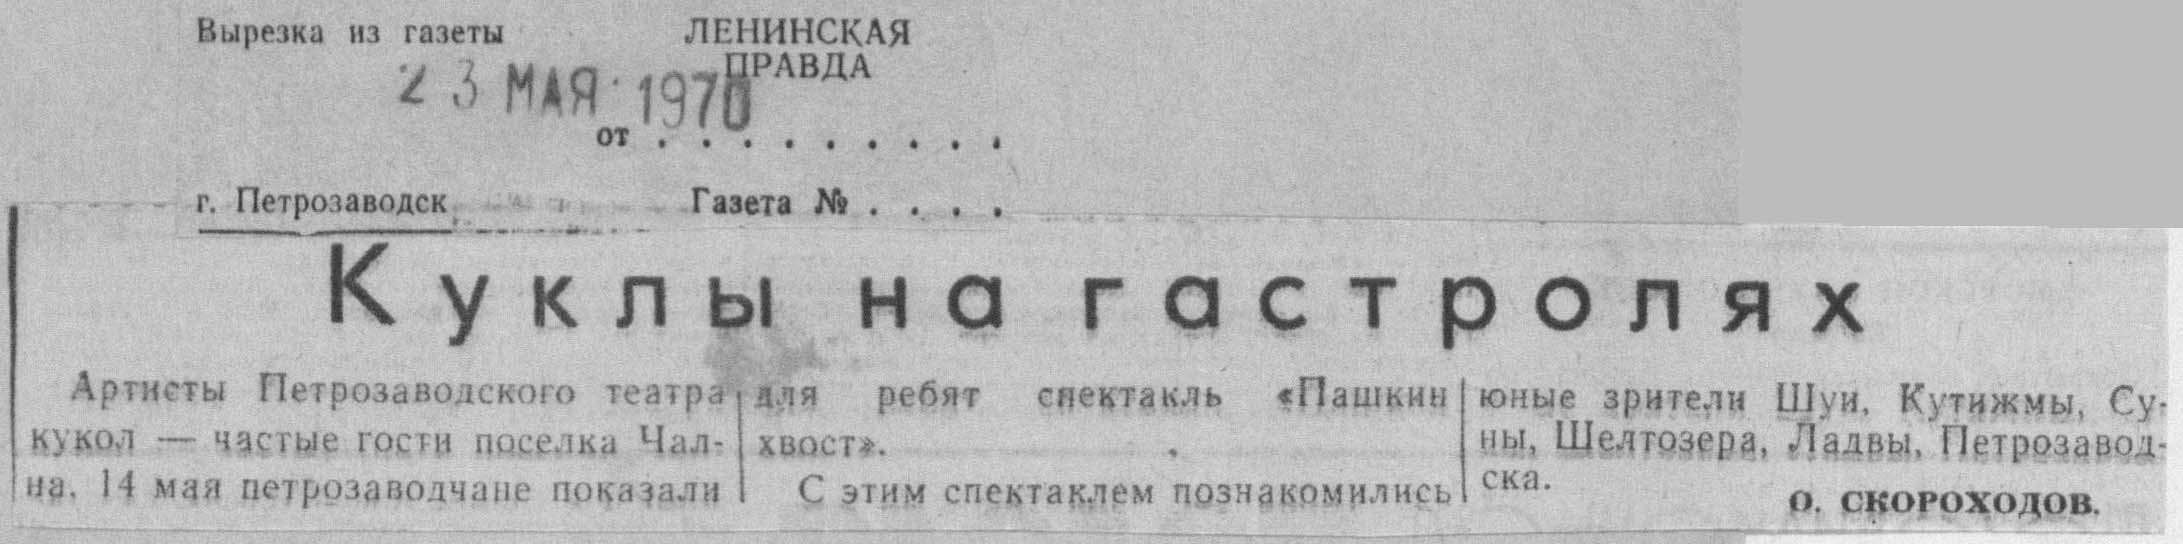 Вырезка из газеты
ЛЕНИНСКАЯ
ПРАВДА
23 МАЯ 1970
от . . . . . . . . .
г. Петрозаводск
Газета № . . . .
Куклы на гастролях
Артисты Петрозаводского театра
кукол — частые гости поселка Чал-
на. 14 мая петрозаводчане показали
для ребят спектакль «Пашкин
хвост».
С этим спектаклем познакомились
юные зрители Шуи, Кутижмы, Су-
ны, Шелтозера, Ладвы, Петрозавод-
ска.
О. СКОРОХОДОВ.